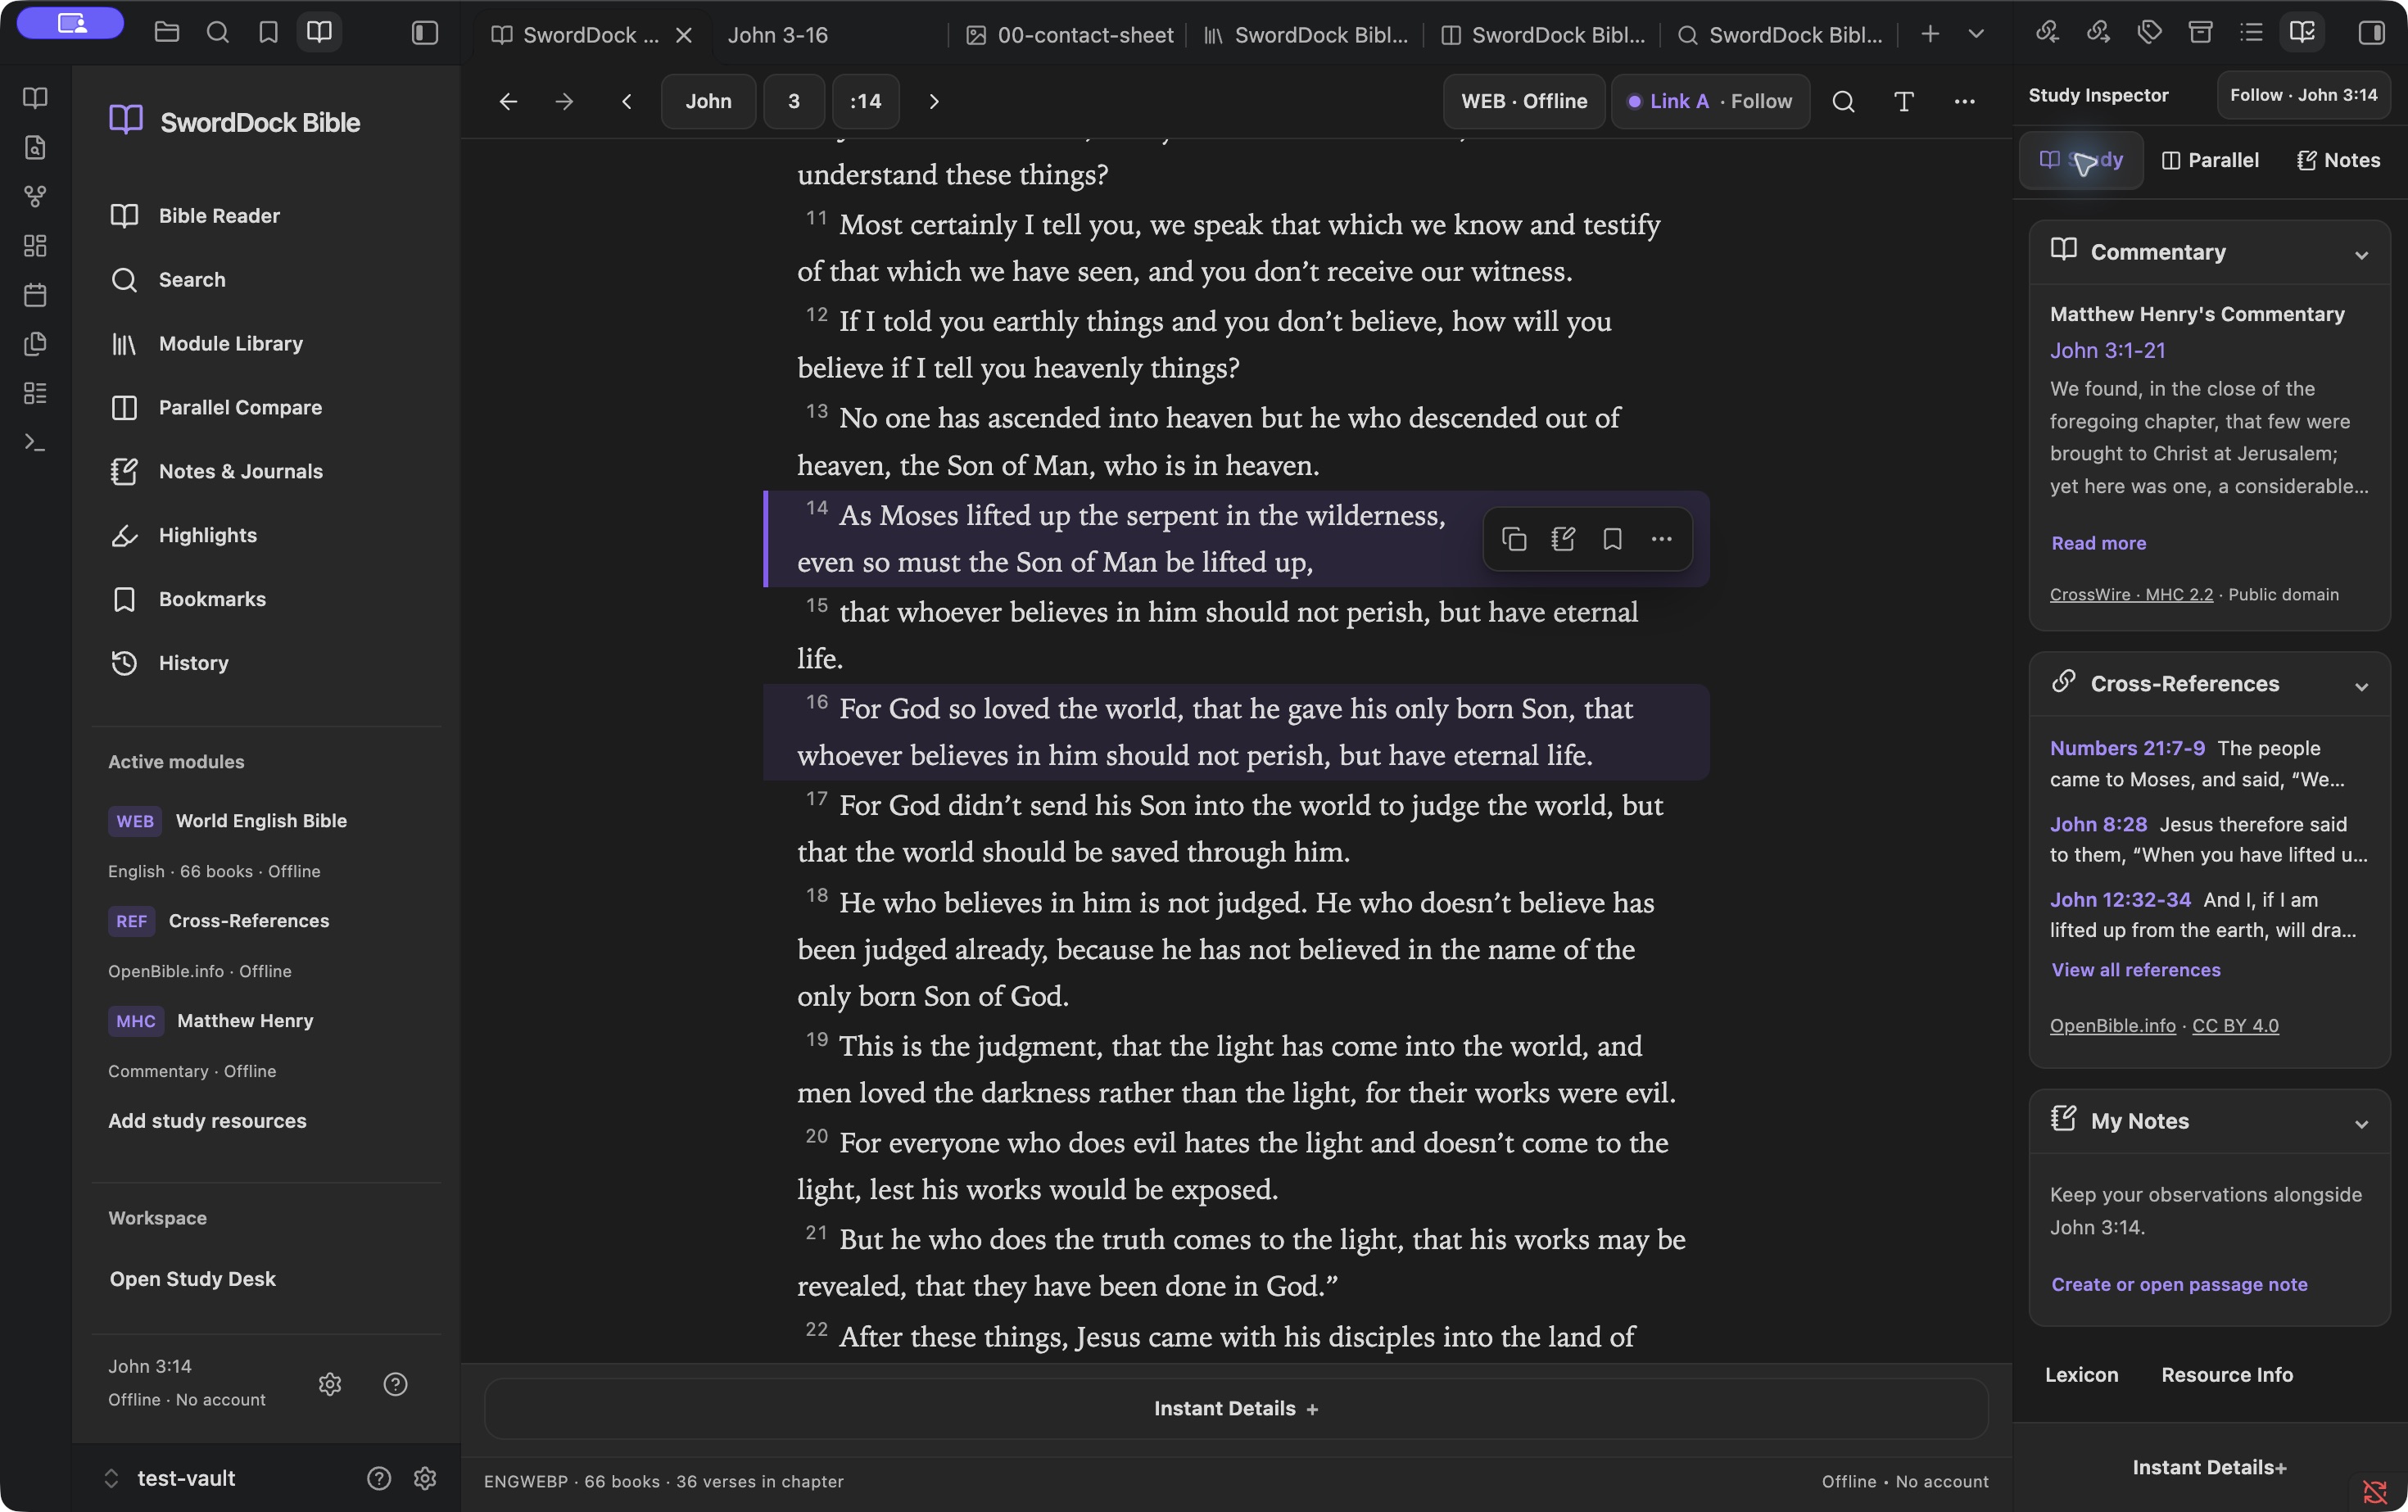 SwordDock ...
John 3-16
00-contact-sheet
SwordDock Bibl...
SwordDock Bibl...
SwordDock Bibl...
SwordDock Bible
Bible Reader
Search
Module Library
Parallel Compare
Notes & Journals
Highlights
Bookmarks
History
Active modules
WEB World English Bible
English · 66 books · Offline
REF Cross-References
OpenBible.info · Offline
MHC Matthew Henry
Commentary · Offline
Add study resources
Workspace
Open Study Desk
John 3:14
Offline · No account
test-vault
John 3 :14
WEB · Offline
Link A · Follow
understand these things?
11 Most certainly I tell you, we speak that which we know and testify
of that which we have seen, and you don’t receive our witness.
12 If I told you earthly things and you don’t believe, how will you
believe if I tell you heavenly things?
13 No one has ascended into heaven but he who descended out of
heaven, the Son of Man, who is in heaven.
14 As Moses lifted up the serpent in the wilderness,
even so must the Son of Man be lifted up,
15 that whoever believes in him should not perish, but have eternal
life.
16 For God so loved the world, that he gave his only born Son, that
whoever believes in him should not perish, but have eternal life.
17 For God didn’t send his Son into the world to judge the world, but
that the world should be saved through him.
18 He who believes in him is not judged. He who doesn’t believe has
been judged already, because he has not believed in the name of the
only born Son of God.
19 This is the judgment, that the light has come into the world, and
men loved the darkness rather than the light, for their works were evil.
20 For everyone who does evil hates the light and doesn’t come to the
light, lest his works would be exposed.
21 But he who does the truth comes to the light, that his works may be
revealed, that they have been done in God.”
22 After these things, Jesus came with his disciples into the land of
Instant Details +
ENGWEBP · 66 books · 36 verses in chapter
Offline • No account
Study Inspector
Follow · John 3:14
Study
Parallel
Notes
Commentary
Matthew Henry's Commentary
John 3:1-21
We found, in the close of the
foregoing chapter, that few were
brought to Christ at Jerusalem;
yet here was one, a considerable...
Read more
CrossWire · MHC 2.2 · Public domain
Cross-References
Numbers 21:7-9 The people
came to Moses, and said, “We...
John 8:28 Jesus therefore said
to them, “When you have lifted u...
John 12:32-34 And I, if I am
lifted up from the earth, will dra...
View all references
OpenBible.info · CC BY 4.0
My Notes
Keep your observations alongside
John 3:14.
Create or open passage note
Lexicon
Resource Info
Instant Details+